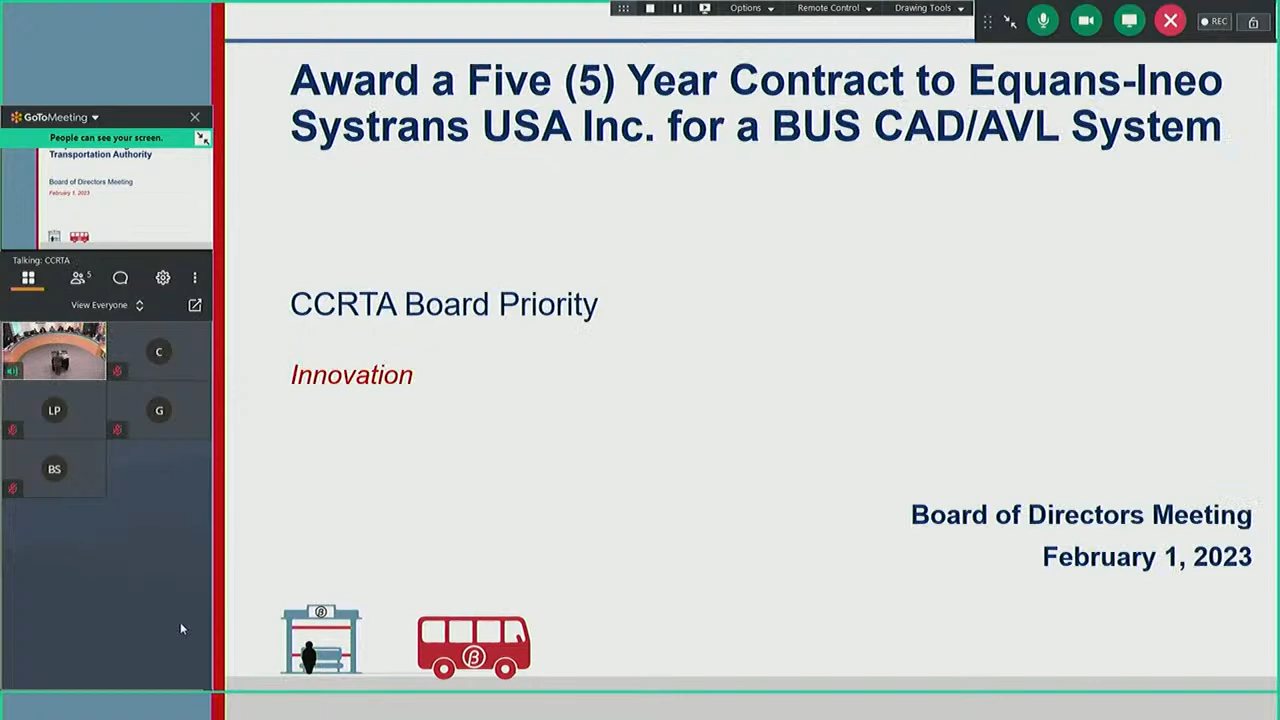 Options
Remote Control
Drawing Tools
REC
Award a Five (5) Year Contract to Equans-Ineo
Systrans USA Inc. for a BUS CAD/AVL System
CCRTA Board Priority
Innovation
Board of Directors Meeting
February 1, 2023
GoToMeeting
People can see your screen.
Transportation Authority
Board of Directors Meeting
February 1, 2023
Talking: CCRTA
5
View Everyone
C
LP
G
BS